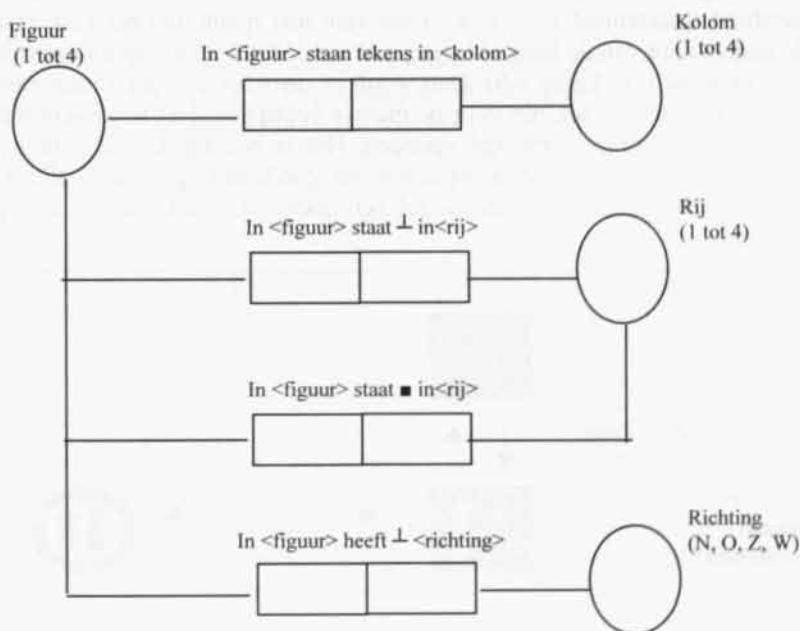 Figuur
(1 tot 4)
In <figuur> staan tekens in <kolom>
Kolom
(1 tot 4)
In <figuur> staat ⊥ in<rij>
Rij
(1 tot 4)
In <figuur> staat ■ in<rij>
In <figuur> heeft ⊥ <richting>
Richting
(N, O, Z, W)